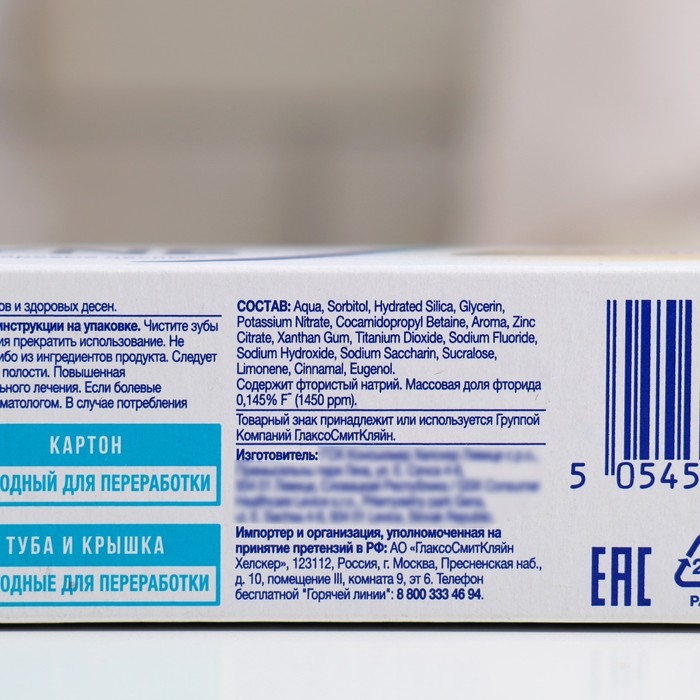 ов и здоровых десен.
инструкции на упаковке. Чистите зубы
ия прекратить использование. Не
ибо из ингредиентов продукта. Следует
полости. Повышенная
ьного лечения. Если болевые
матологом. В случае потребления
КАРТОН
ОДНЫЙ ДЛЯ ПЕРЕРАБОТКИ
ТУБА И КРЫШКА
ОДНЫЕ ДЛЯ ПЕРЕРАБОТКИ
СОСТАВ: Aqua, Sorbitol, Hydrated Silica, Glycerin,
Potassium Nitrate, Cocamidopropyl Betaine, Aroma, Zinc
Citrate, Xanthan Gum, Titanium Dioxide, Sodium Fluoride,
Sodium Hydroxide, Sodium Saccharin, Sucralose,
Limonene, Cinnamal, Eugenol.
Содержит фтористый натрий. Массовая доля фторида
0,145% F⁻ (1450 ppm).
Товарный знак принадлежит или используется Группой
Компаний ГлаксоСмитКляйн.
Изготовитель:
Импортер и организация, уполномоченная на
принятие претензий в РФ: АО «ГлаксоСмитКляйн
Хелскер», 123112, Россия, г. Москва, Пресненская наб.,
д. 10, помещение III, комната 9, эт 6. Телефон
бесплатной "Горячей линии": 8 800 333 46 94.
5 0545
EAC
2
PA